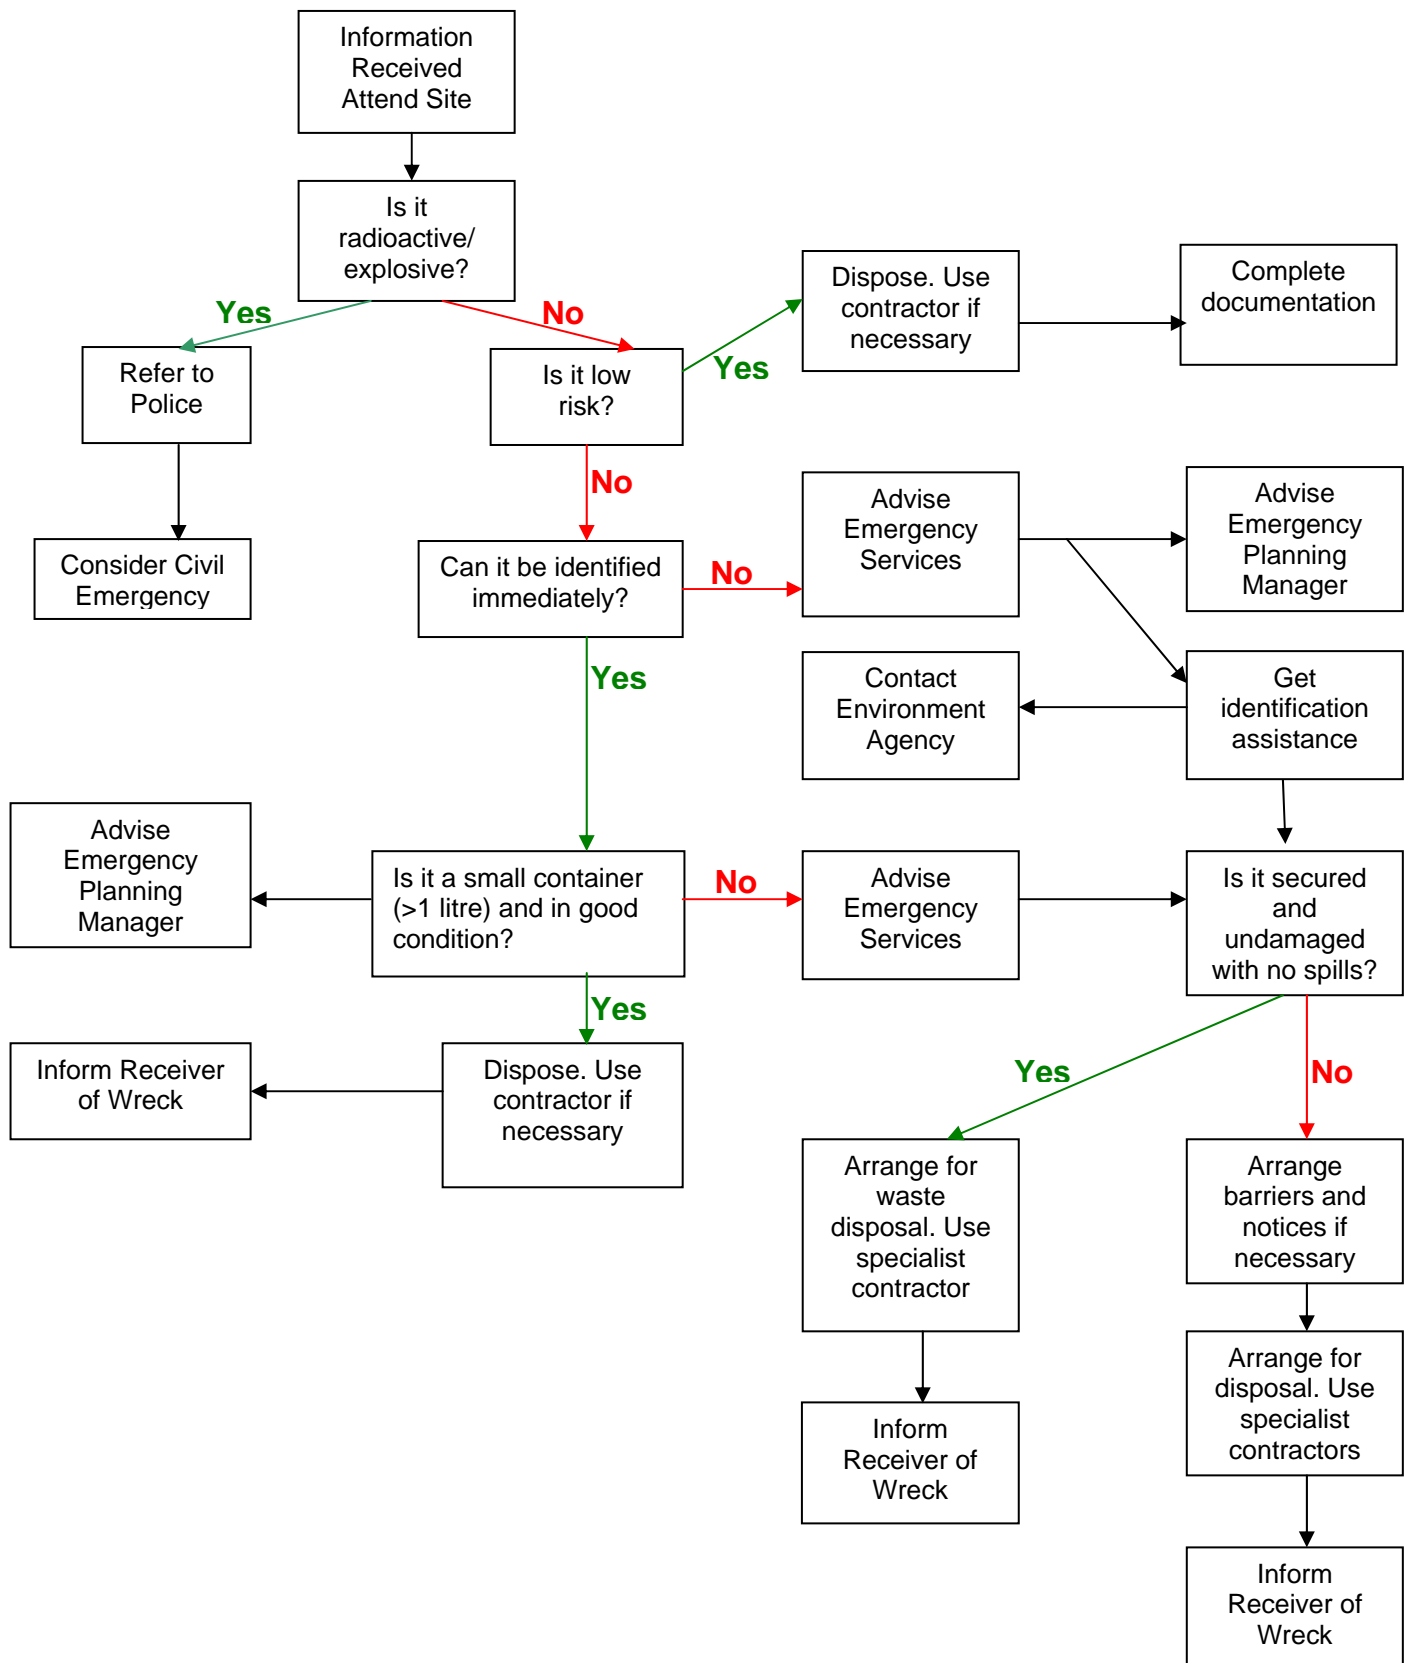 Information
Received
Attend Site
Is it
radioactive/
explosive?
Yes
No
Dispose. Use
contractor if
necessary
Complete
documentation
Refer to
Police
Is it low
risk?
Yes
No
Consider Civil
Emergency
Can it be identified
immediately?
No
Advise
Emergency
Services
Advise
Emergency
Planning
Manager
Yes
Contact
Environment
Agency
Get
identification
assistance
Advise
Emergency
Planning
Manager
Is it a small container
(>1 litre) and in good
condition?
No
Advise
Emergency
Services
Is it secured
and
undamaged
with no spills?
Yes
Inform Receiver
of Wreck
Dispose. Use
contractor if
necessary
Yes
No
Arrange for
waste
disposal. Use
specialist
contractor
Arrange
barriers and
notices if
necessary
Inform
Receiver of
Wreck
Arrange for
disposal. Use
specialist
contractors
Inform
Receiver of
Wreck